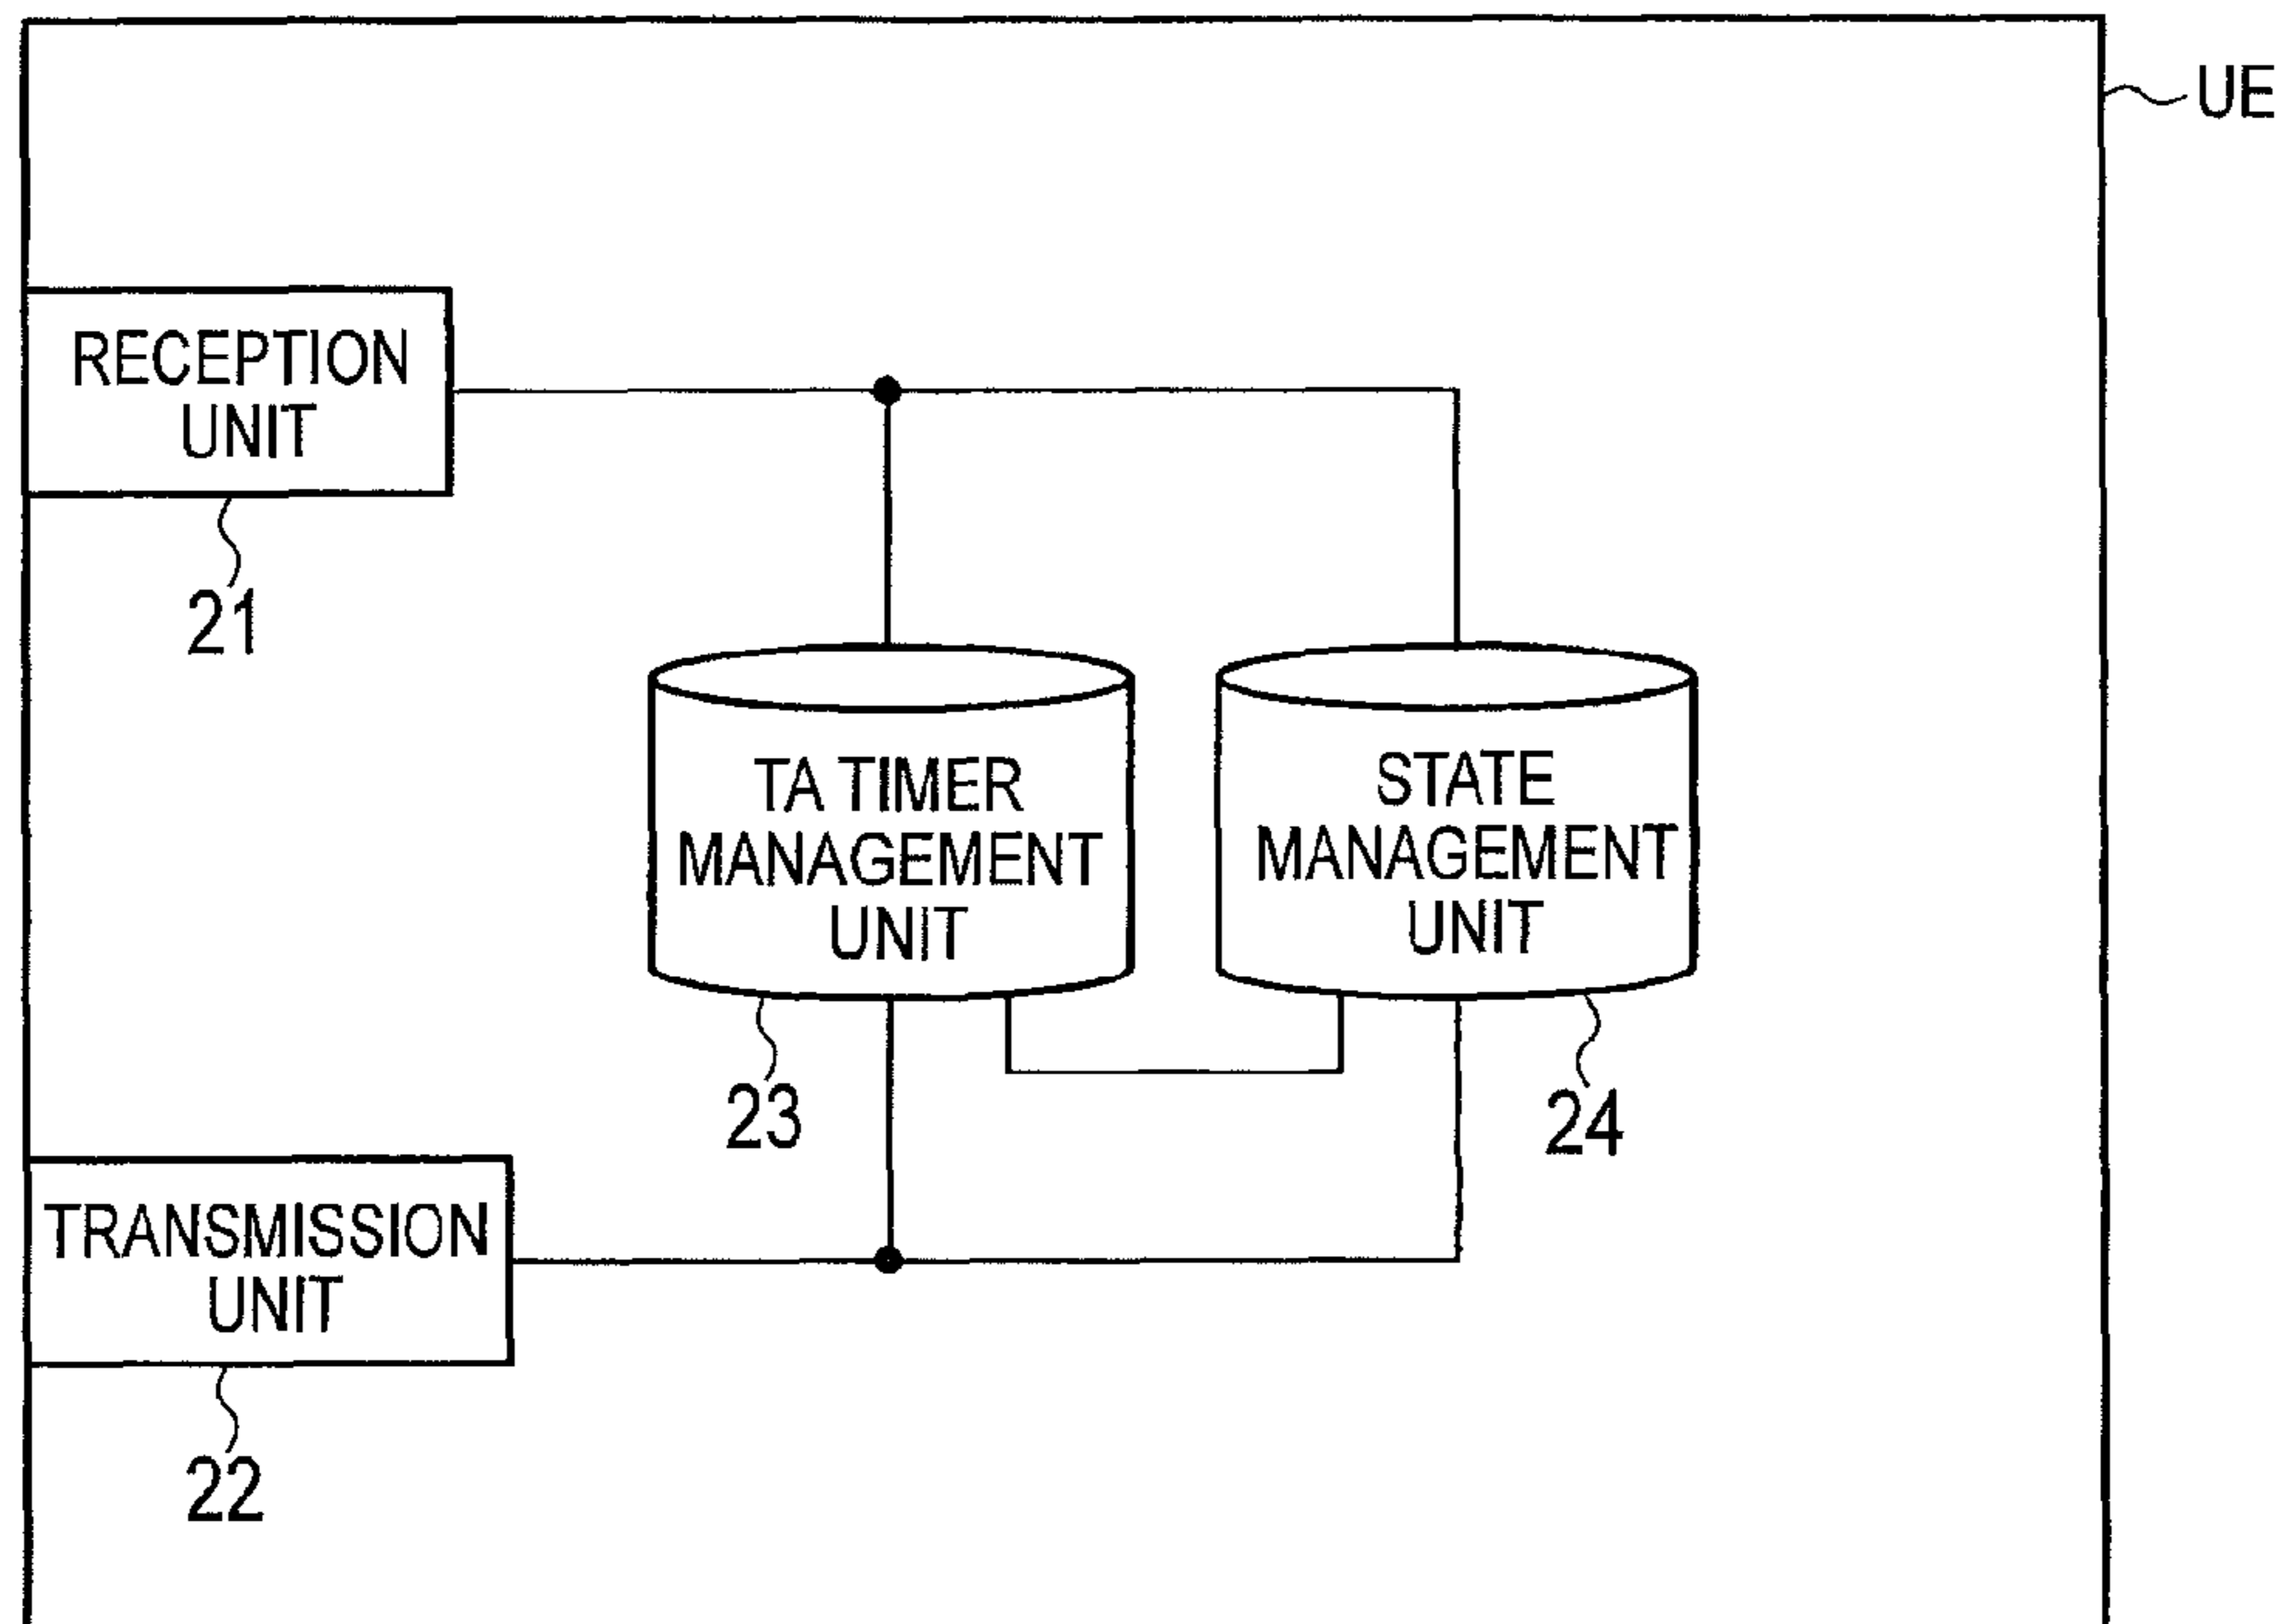 UE
RECEPTION
UNIT
21
TA TIMER
MANAGEMENT
UNIT
23
STATE
MANAGEMENT
UNIT
24
TRANSMISSION
UNIT
22